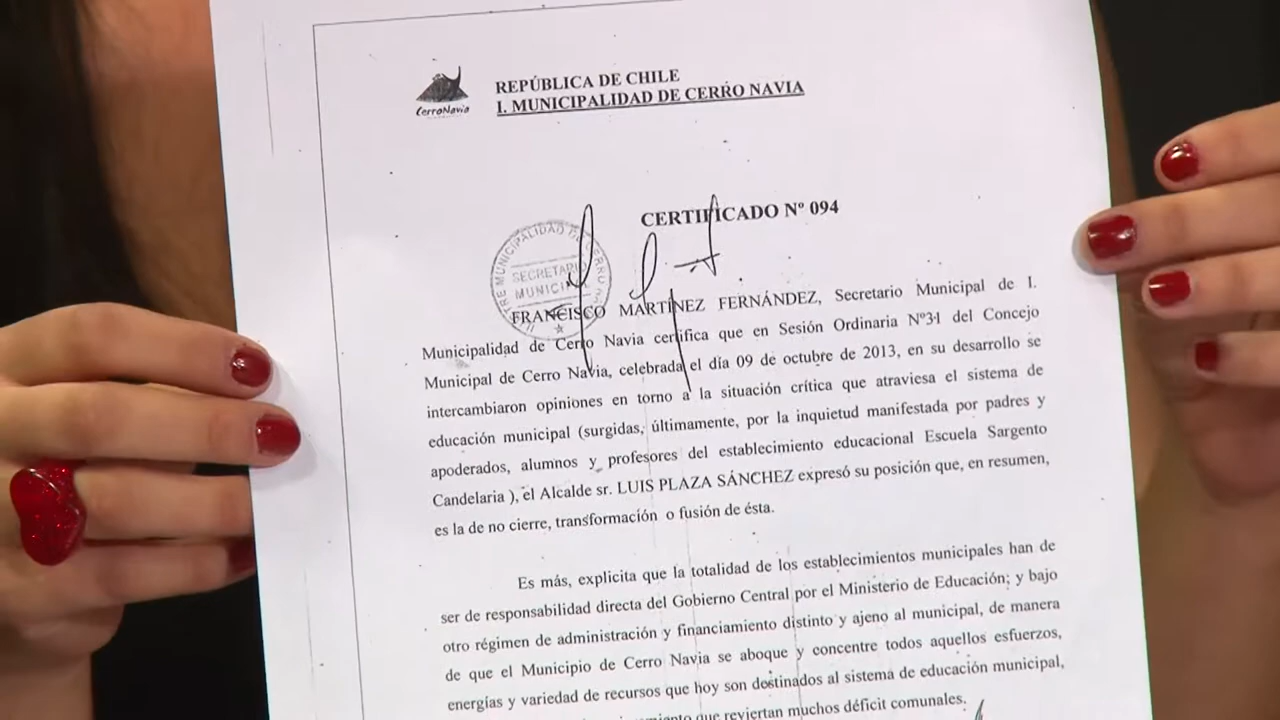 CerroNavia
REPÚBLICA DE CHILE
I. MUNICIPALIDAD DE CERRO NAVIA
CERTIFICADO Nº 094
SECRETARI
MUNICI
FRANCISCO MARTÍNEZ FERNÁNDEZ, Secretario Municipal de I.
Municipalidad de Cerro Navia certifica que en Sesión Ordinaria Nº31 del Concejo
Municipal de Cerro Navia, celebrada el día 09 de octubre de 2013, en su desarrollo se
intercambiaron opiniones en torno a la situación crítica que atraviesa el sistema de
educación municipal (surgidas, últimamente, por la inquietud manifestada por padres y
apoderados, alumnos y profesores del establecimiento educacional Escuela Sargento
Candelaria ), el Alcalde sr. LUIS PLAZA SÁNCHEZ expresó su posición que, en resumen,
es la de no cierre, transformación o fusión de ésta.
Es más, explicita que la totalidad de los establecimientos municipales han de
ser de responsabilidad directa del Gobierno Central por el Ministerio de Educación; y bajo
otro régimen de administración y financiamiento distinto y ajeno al municipal, de manera
de que el Municipio de Cerro Navia se aboque y concentre todos aquellos esfuerzos,
energías y variedad de recursos que hoy son destinados al sistema de educación municipal,
que reviertan muchos déficit comunales.